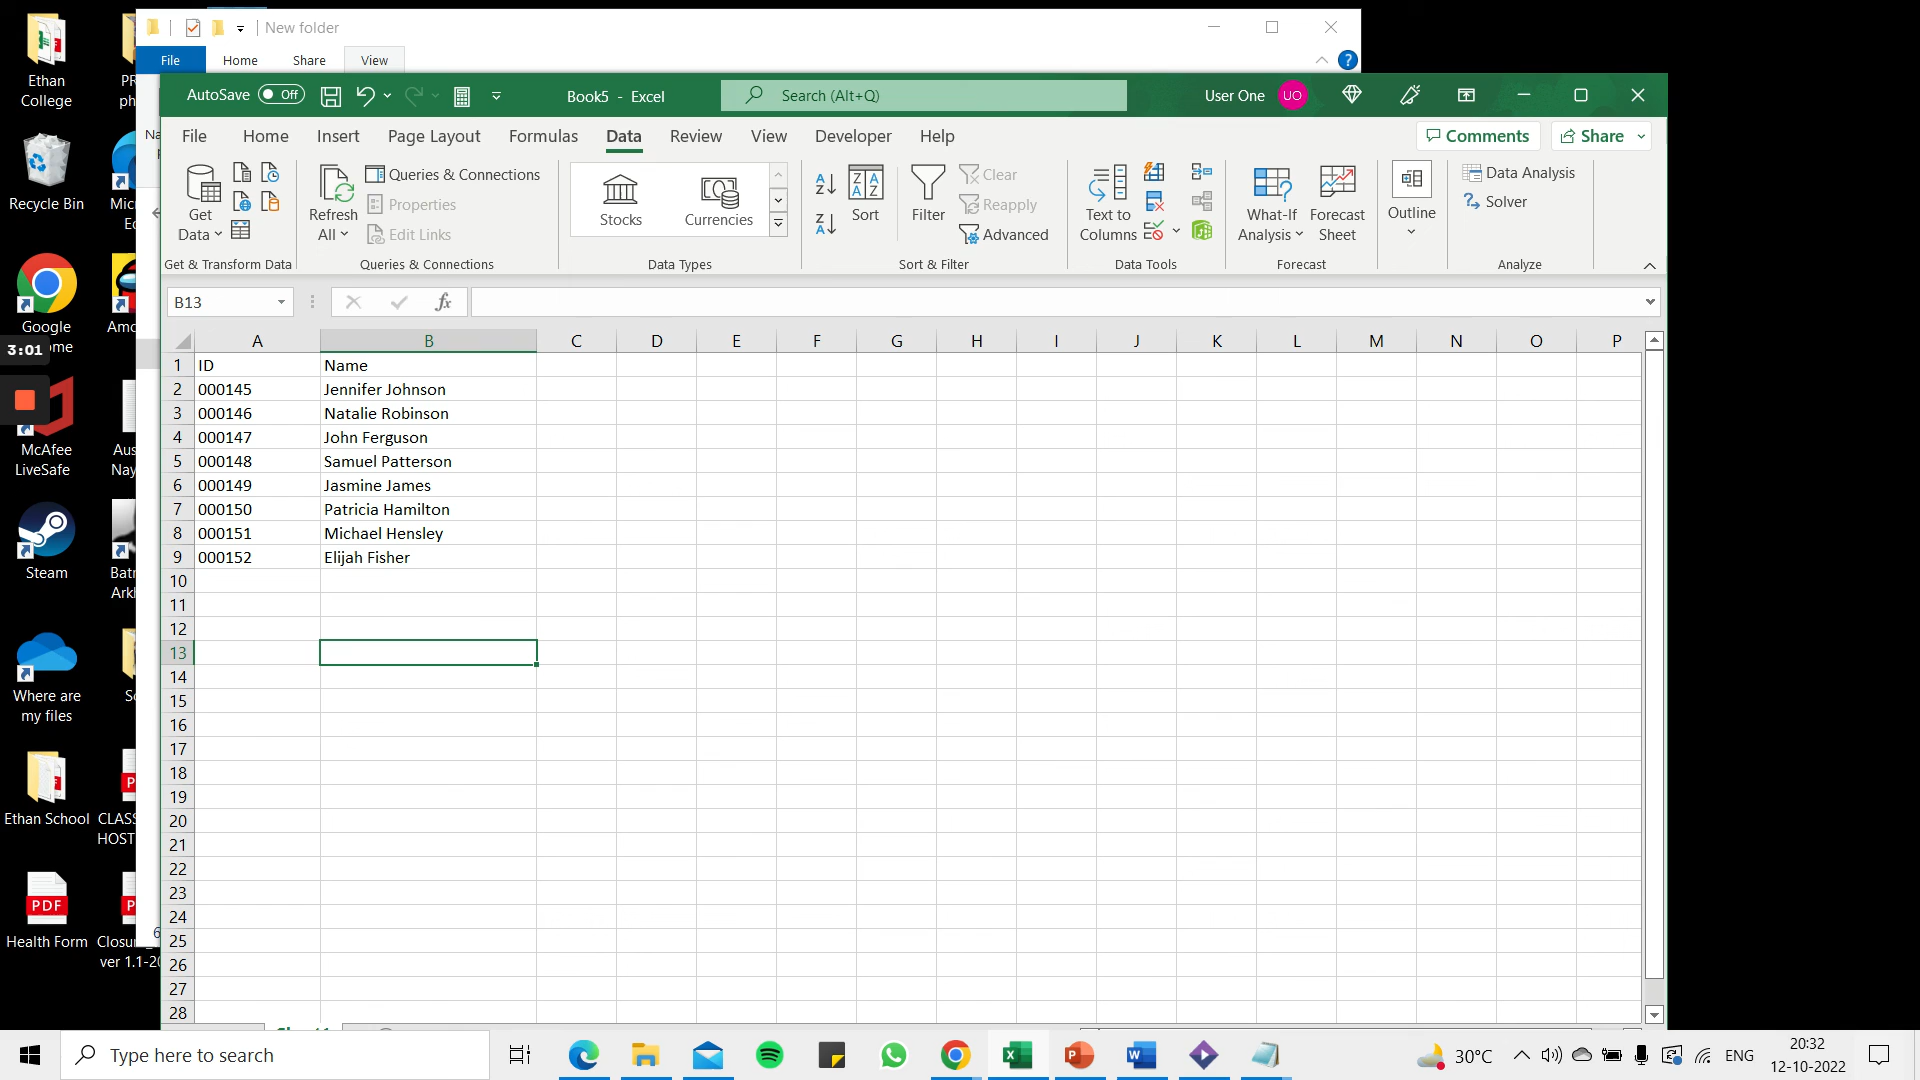 New folder
File Home Share View
AutoSave Off Book5 - Excel Search (Alt+Q) User One UO
File Home Insert Page Layout Formulas Data Review View Developer Help Comments Share
Get Data
Refresh All
Queries & Connections
Properties
Edit Links
Stocks
Currencies
Sort
Filter
Clear
Reapply
Advanced
Text to Columns
What-If Analysis
Forecast Sheet
Outline
Data Analysis
Solver
Get & Transform Data Queries & Connections Data Types Sort & Filter Data Tools Forecast Analyze
B13 fx
A B C D E F G H I J K L M N O P
1 ID Name
2 000145 Jennifer Johnson
3 000146 Natalie Robinson
4 000147 John Ferguson
5 000148 Samuel Patterson
6 000149 Jasmine James
7 000150 Patricia Hamilton
8 000151 Michael Hensley
9 000152 Elijah Fisher
10
11
12
13
14
15
16
17
18
19
20
21
22
23
24
25
26
27
28
Ethan College
Recycle Bin
Google
3:01
McAfee LiveSafe
Steam
Where are my files
Ethan School
Health Form
PDF
ver 1.1-20
Type here to search
30°C ENG 20:32
12-10-2022